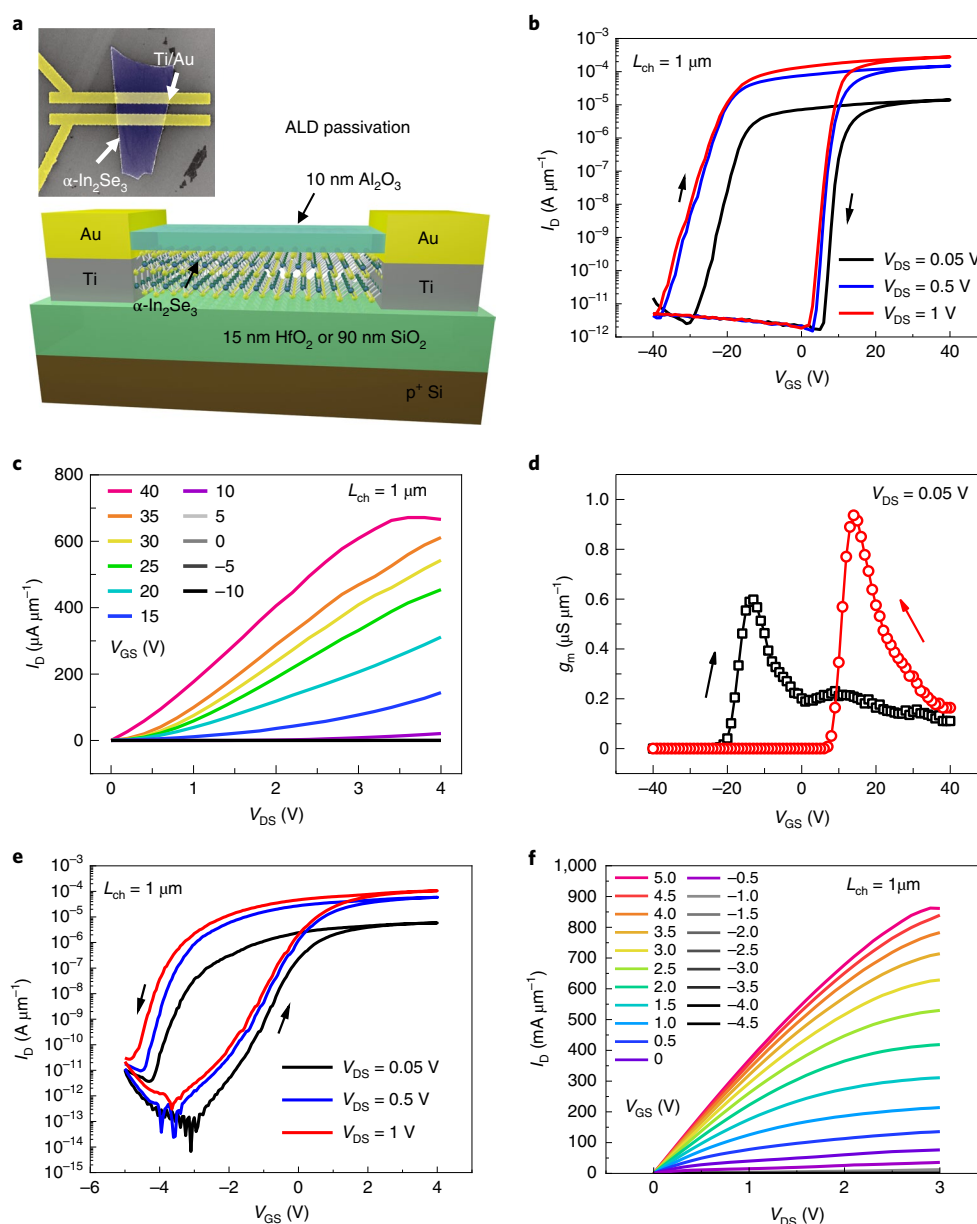 a
Ti/Au
α-In2Se3
ALD passivation
10 nm Al2O3
Au
Au
Ti
Ti
α-In2Se3
15 nm HfO2 or 90 nm SiO2
p+ Si
b
Lch = 1 μm
10−3
10−4
10−5
10−6
10−7
10−8
10−9
10−10
10−11
10−12
ID (A μm−1)
VDS = 0.05 V
VDS = 0.5 V
VDS = 1 V
−40 −20 0 20 40
VGS (V)
c
800
600
400
200
0
ID (μA μm−1)
40 10
35 5
30 0
25 −5
20 −10
15
VGS (V)
Lch = 1 μm
0 1 2 3 4
VDS (V)
d
VDS = 0.05 V
1.0
0.8
0.6
0.4
0.2
0
gm (μS μm−1)
−40 −20 0 20 40
VGS (V)
e
Lch = 1 μm
10−3
10−4
10−5
10−6
10−7
10−8
10−9
10−10
10−11
10−12
10−13
10−14
10−15
ID (A μm−1)
VDS = 0.05 V
VDS = 0.5 V
VDS = 1 V
−6 −4 −2 0 2 4
VGS (V)
f
1,000
900
800
700
600
500
400
300
200
100
0
ID (mA μm−1)
5.0 −0.5
4.5 −1.0
4.0 −1.5
3.5 −2.0
3.0 −2.5
2.5 −3.0
2.0 −3.5
1.5 −4.0
1.0 −4.5
0.5
0
VGS (V)
Lch = 1μm
0 1 2 3
VDS (V)